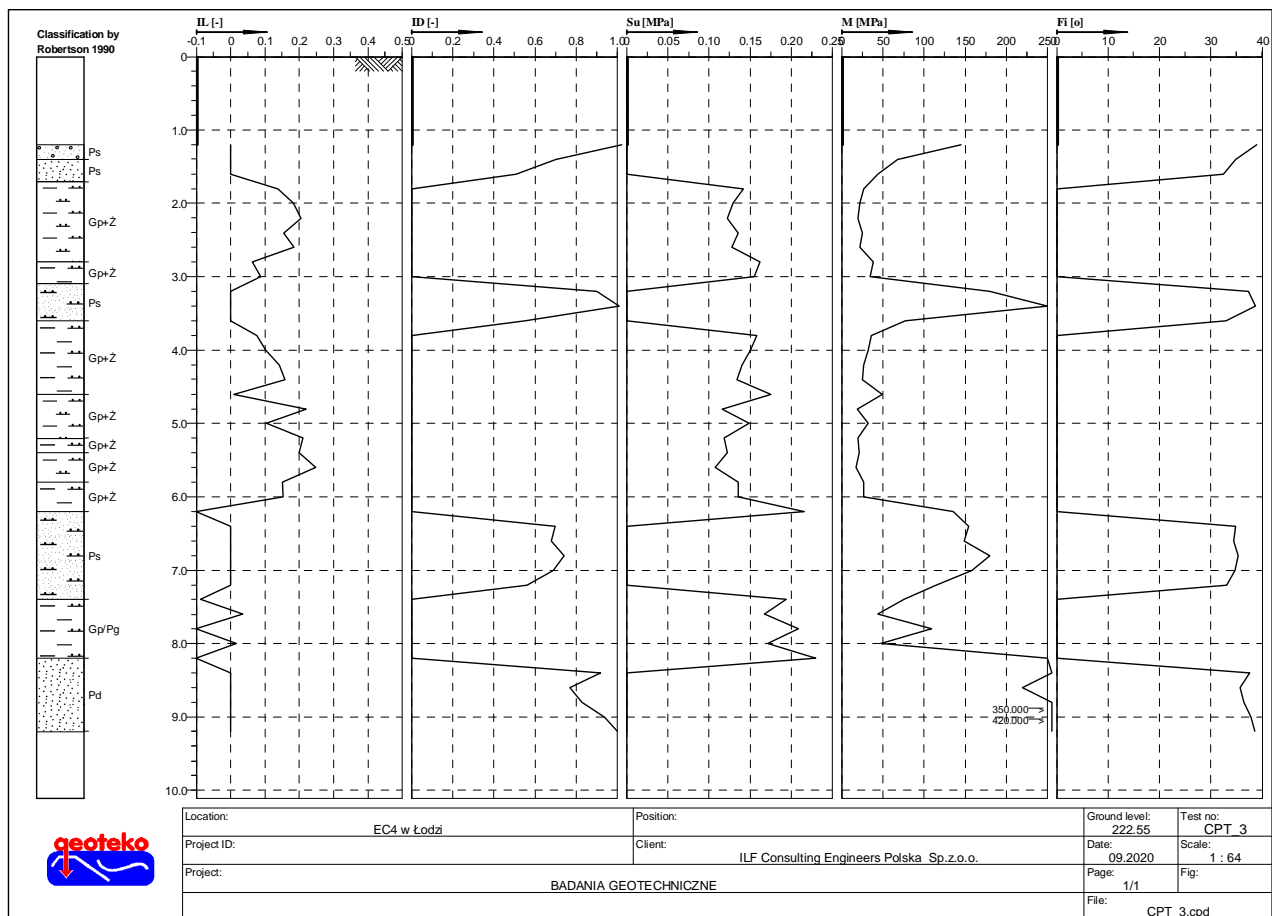 Classification by
Robertson 1990
IL [-]
-0.1 0 0.1 0.2 0.3 0.4 0.5
ID [-]
0 0.2 0.4 0.6 0.8 1.0
Su [MPa]
0 0.05 0.10 0.15 0.20 0.25
M [MPa]
0 50 100 150 200 250
Fi [o]
0 10 20 30 40
0
1.0
2.0
3.0
4.0
5.0
6.0
7.0
8.0
9.0
10.0
Ps
Ps
Gp+Ż
Gp+Ż
Ps
Gp+Ż
Gp+Ż
Gp+Ż
Gp+Ż
Gp+Ż
Ps
Gp/Pg
Pd
350.000
420.000
geoteko
Location:
EC4 w Łodzi
Position:
Ground level:
222.55
Test no:
CPT_3
Project ID:
Client:
ILF Consulting Engineers Polska Sp.z.o.o.
Date:
09.2020
Scale:
1 : 64
Project:
BADANIA GEOTECHNICZNE
Page:
1/1
Fig:
File:
CPT_3.cpd